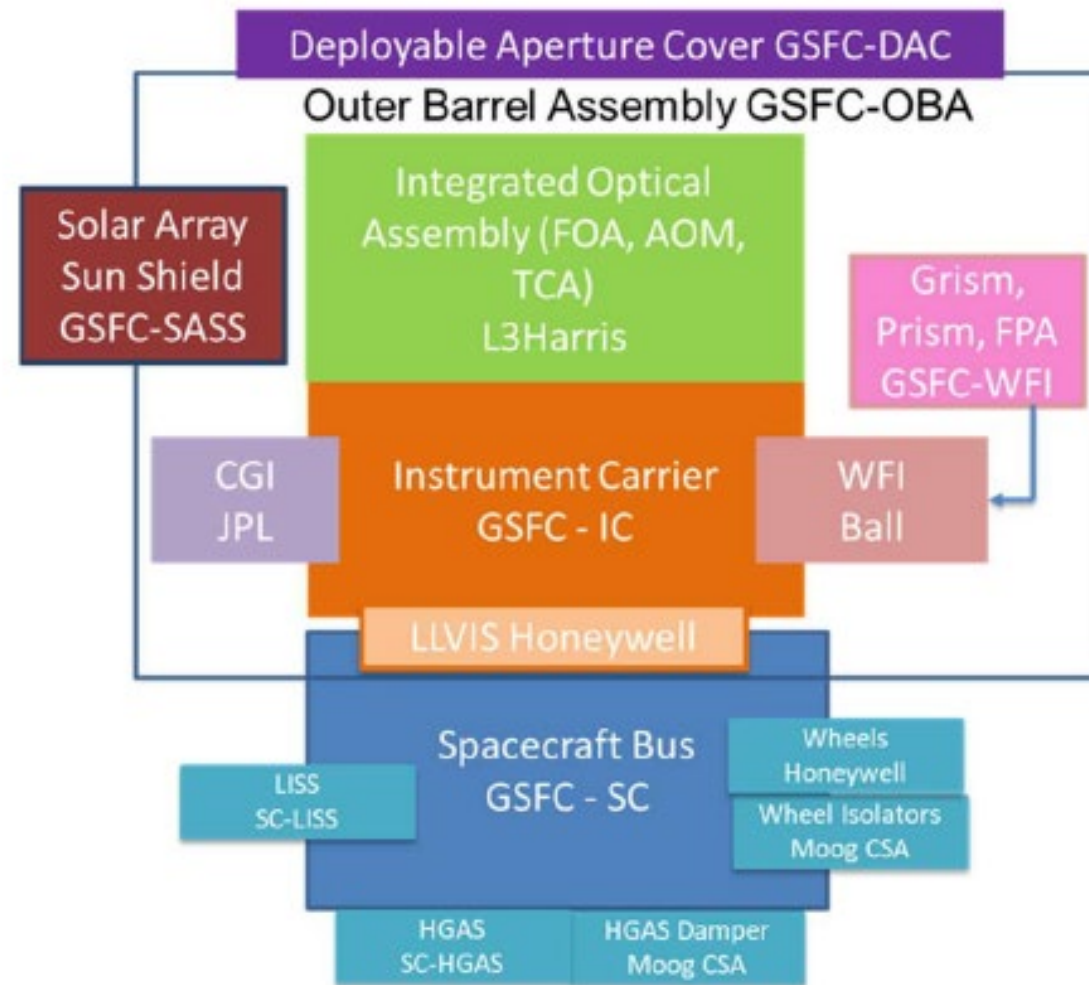 Deployable Aperture Cover GSFC-DAC
Outer Barrel Assembly GSFC-OBA
Integrated Optical
Assembly (FOA, AOM,
TCA)
L3Harris
Solar Array
Sun Shield
GSFC-SASS
Grism,
Prism, FPA
GSFC-WFI
CGI
JPL
Instrument Carrier
GSFC - IC
WFI
Ball
LLVIS Honeywell
Spacecraft Bus
GSFC - SC
Wheels
Honeywell
LISS
SC-LISS
Wheel Isolators
Moog CSA
HGAS
SC-HGAS
HGAS Damper
Moog CSA